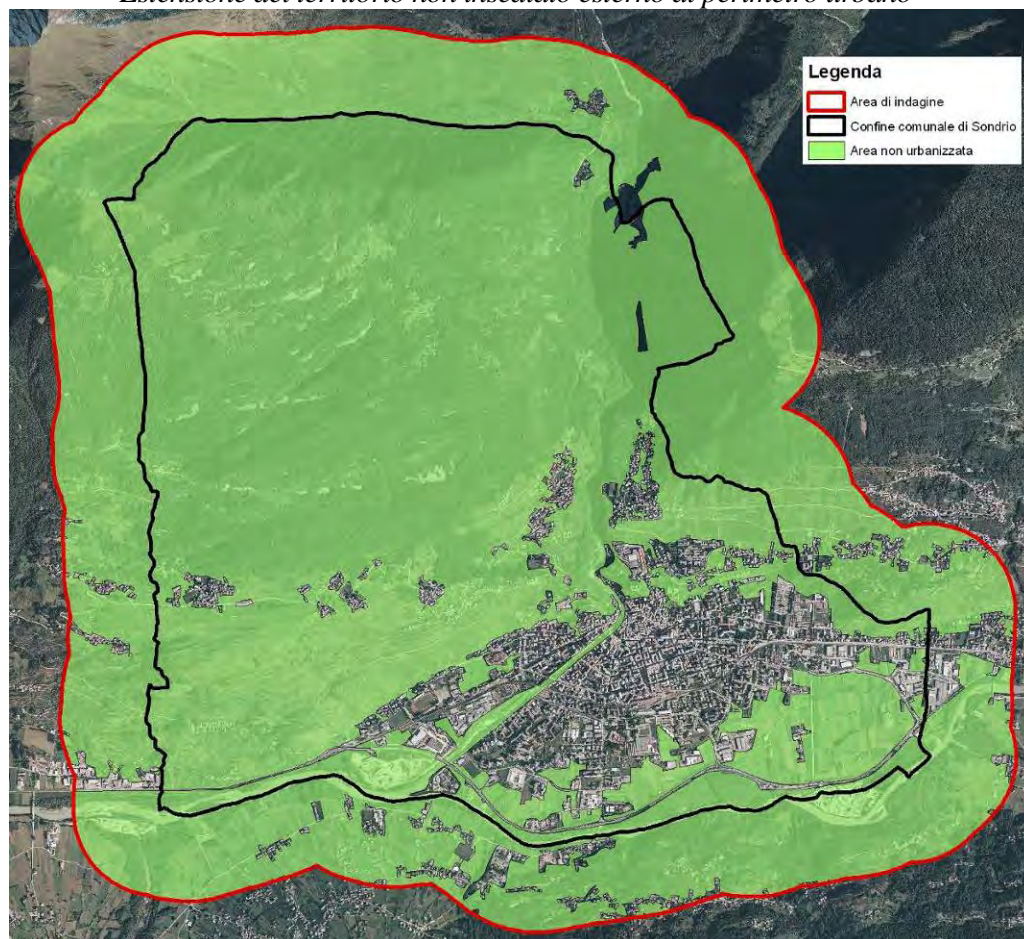 Estensione del territorio non insediato esterno al perimetro urbano
Legenda
Area di indagine
Confine comunale di Sondrio
Area non urbanizzata